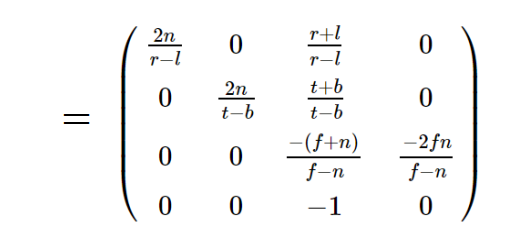 = ( 2n/r−l 0 r+l/r−l 0
0 2n/t−b t+b/t−b 0
0 0 −(f+n)/f−n −2fn/f−n
0 0 −1 0 )